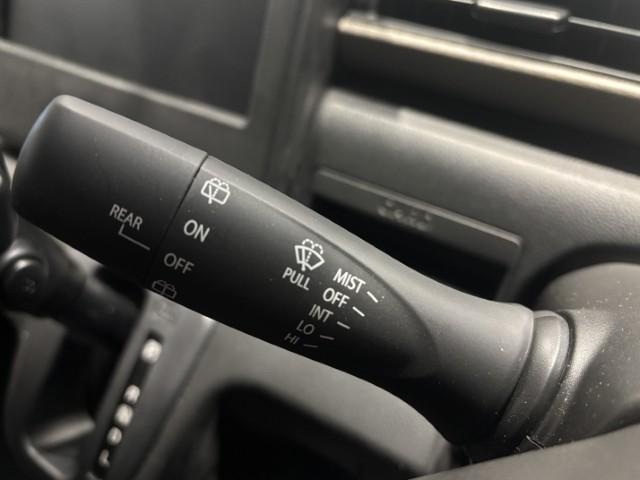 REAR
ON
OFF
PULL
MIST
OFF
INT
LO
HI